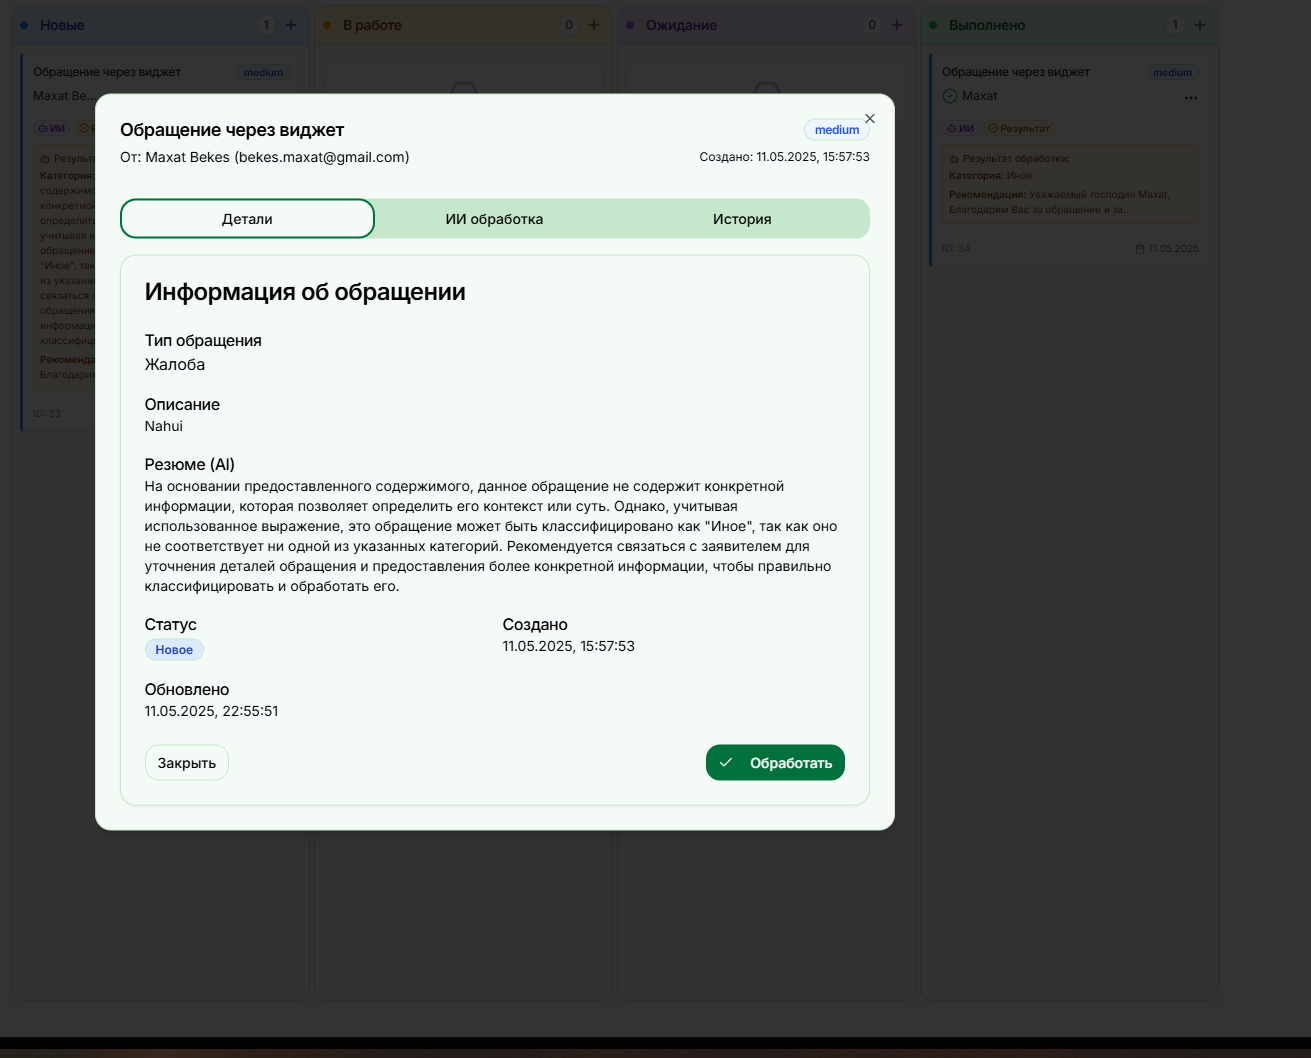 Новые 1
В работе 0
Ожидание 0
Выполнено 1
Обращение через виджет medium
Maxat Be...
ИИ
Результа
Категория:
содержимо
конкретной
определить
учитывая и
обращение
"Иное", так
из указанн
связаться с
обращения
информаци
классифиц
Рекоменда
Благодарим
ID: 33
Обращение через виджет
medium
От: Maxat Bekes (bekes.maxat@gmail.com)
Создано: 11.05.2025, 15:57:53
Детали
ИИ обработка
История
Информация об обращении
Тип обращения
Жалоба
Описание
Nahui
Резюме (AI)
На основании предоставленного содержимого, данное обращение не содержит конкретной
информации, которая позволяет определить его контекст или суть. Однако, учитывая
использованное выражение, это обращение может быть классифицировано как "Иное", так как оно
не соответствует ни одной из указанных категорий. Рекомендуется связаться с заявителем для
уточнения деталей обращения и предоставления более конкретной информации, чтобы правильно
классифицировать и обработать его.
Статус
Новое
Создано
11.05.2025, 15:57:53
Обновлено
11.05.2025, 22:55:51
Закрыть
Обработать
Обращение через виджет medium
Maxat
ИИ Результат
Результат обработки:
Категория: Иное
Рекомендация: Уважаемый господин Maxat,
Благодарим Вас за обращение и за...
ID: 34 11.05.2025